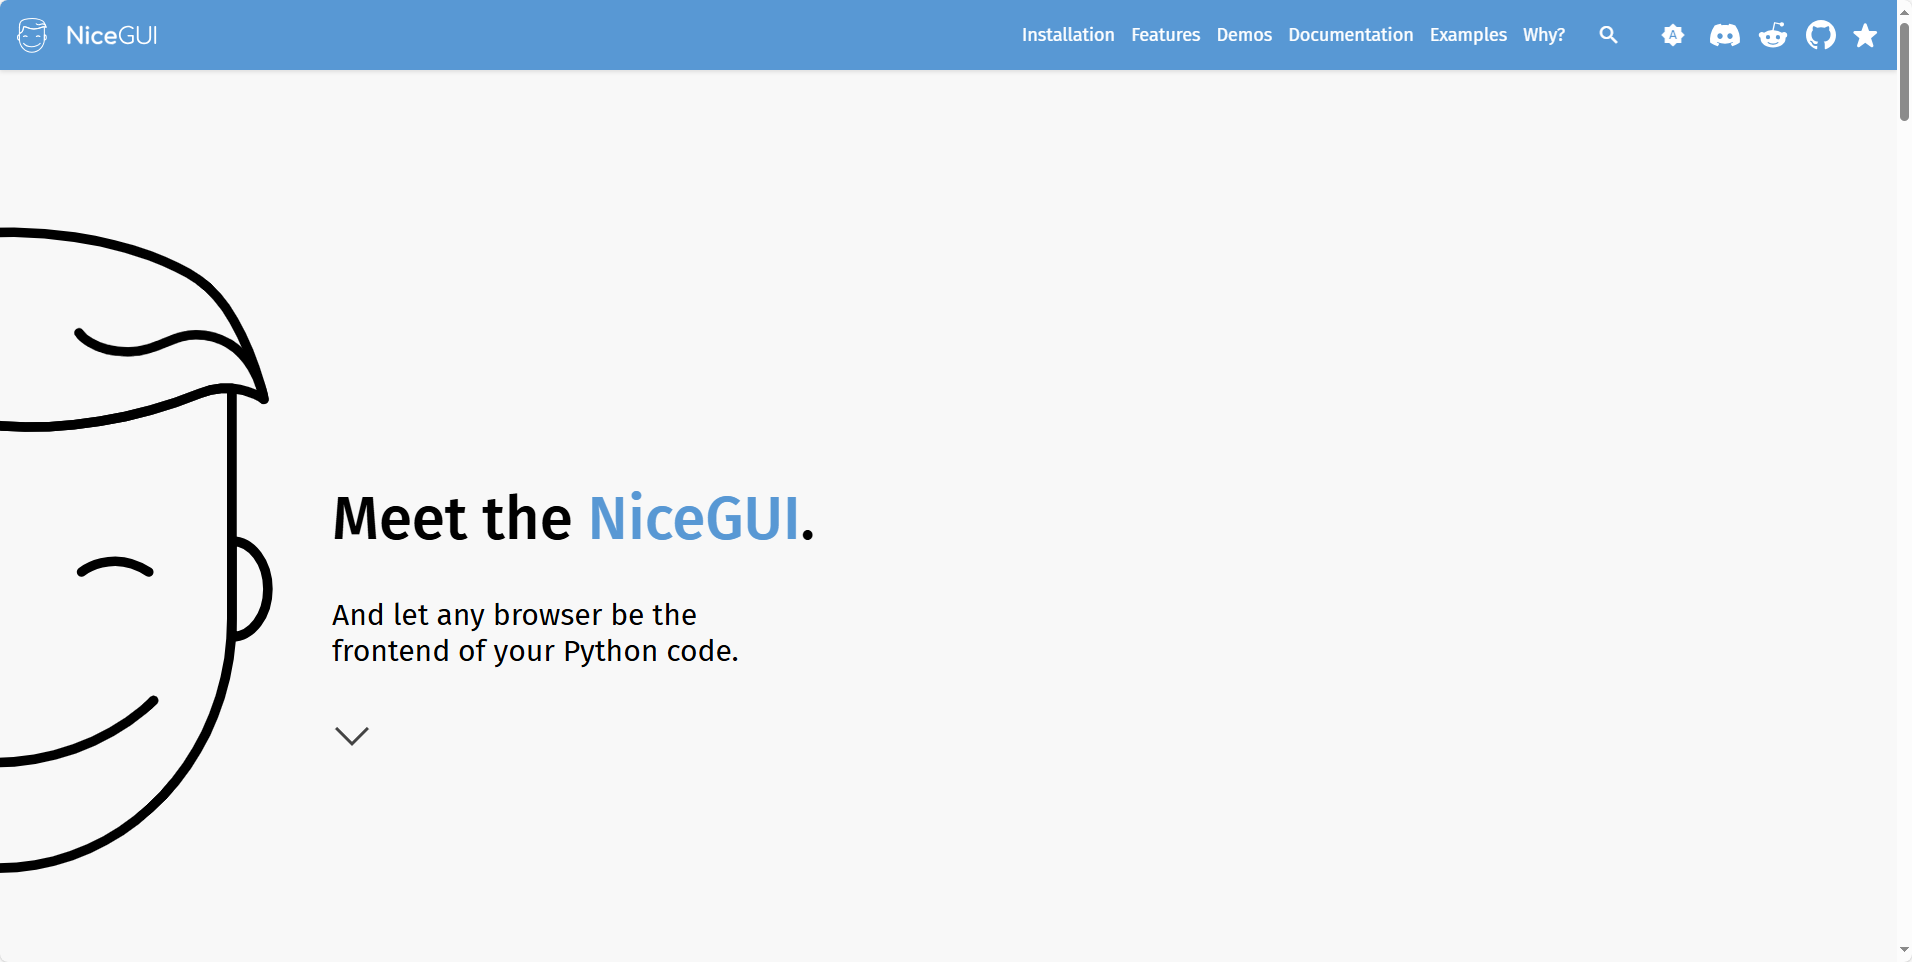 NiceGUI
Installation Features Demos Documentation Examples Why?
A
Meet the NiceGUI.
And let any browser be the
frontend of your Python code.